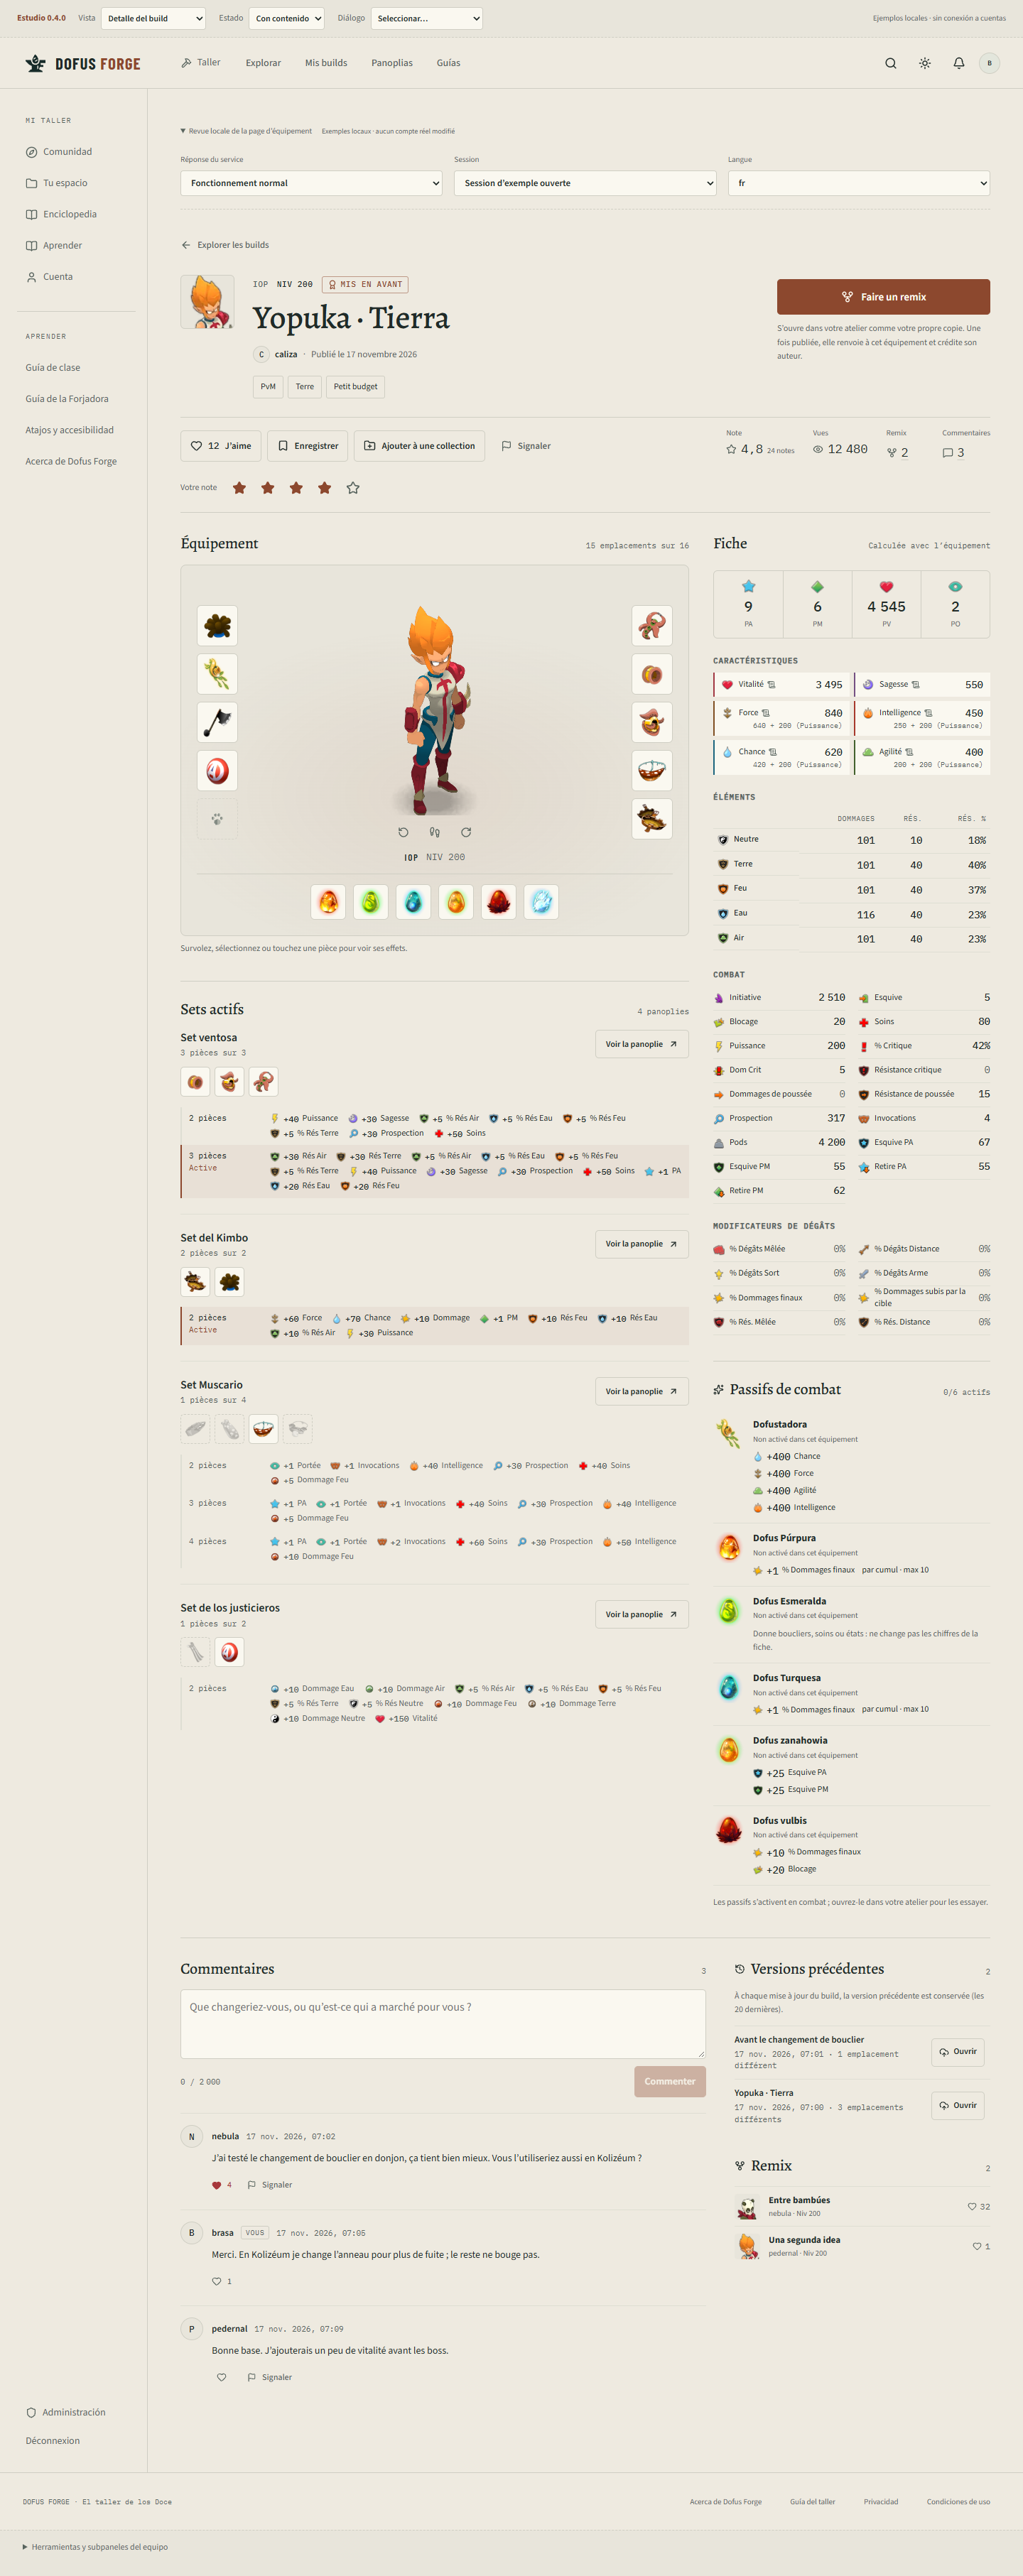 Estudio 0.4.0 Vista Detalle del build Estado Con contenido Diálogo Seleccionar... Ejemplos locales · sin conexión a cuentas
DOFUS FORGE Taller Explorar Mis builds Panoplias Guías B
MI TALLER
Comunidad
Tu espacio
Enciclopedia
Aprender
Cuenta
APRENDER
Guía de clase
Guía de la Forjadora
Atajos y accesibilidad
Acerca de Dofus Forge
▼ Revue locale de la page d'équipement Exemples locaux · aucun compte réel modifié
Réponse du service Session Langue
Fonctionnement normal Session d'exemple ouverte fr
Explorer les builds
IOP NIV 200 MIS EN AVANT
Yopuka · Tierra
C caliza · Publié le 17 novembre 2026
PvM Terre Petit budget
Faire un remix
S'ouvre dans votre atelier comme votre propre copie. Une
fois publiée, elle renvoie à cet équipement et crédite son
auteur.
12 J'aime Enregistrer Ajouter à une collection Signaler
Note Vues Remix Commentaires
4,8 24 notes 12 480 2 3
Votre note
Équipement 15 emplacements sur 16
IOP NIV 200
Survolez, sélectionnez ou touchez une pièce pour voir ses effets.
Sets actifs 4 panoplies
Set ventosa
3 pièces sur 3
Voir la panoplie
2 pièces +40 Puissance +30 Sagesse +5 % Rés Air +5 % Rés Eau +5 % Rés Feu
+5 % Rés Terre +30 Prospection +50 Soins
3 pièces +30 Rés Air +30 Rés Terre +5 % Rés Air +5 % Rés Eau +5 % Rés Feu
Active +5 % Rés Terre +40 Puissance +30 Sagesse +30 Prospection +50 Soins +1 PA
+20 Rés Eau +20 Rés Feu
Set del Kimbo
2 pièces sur 2
Voir la panoplie
2 pièces +60 Force +70 Chance +10 Dommage +1 PM +10 Rés Feu +10 Rés Eau
Active +10 % Rés Air +30 Puissance
Set Muscario
1 pièces sur 4
Voir la panoplie
2 pièces +1 Portée +1 Invocations +40 Intelligence +30 Prospection +40 Soins
+5 Dommage Feu
3 pièces +1 PA +1 Portée +1 Invocations +40 Soins +30 Prospection +40 Intelligence
+5 Dommage Feu
4 pièces +1 PA +1 Portée +2 Invocations +60 Soins +30 Prospection +50 Intelligence
+10 Dommage Feu
Set de los justicieros
1 pièces sur 2
Voir la panoplie
2 pièces +10 Dommage Eau +10 Dommage Air +5 % Rés Air +5 % Rés Eau +5 % Rés Feu
+5 % Rés Terre +5 % Rés Neutre +10 Dommage Feu +10 Dommage Terre
+10 Dommage Neutre +150 Vitalité
Fiche Calculée avec l'équipement
9 6 4 545 2
PA PM PV PO
CARACTÉRISTIQUES
Vitalité 3 495 Sagesse 550
Force 840 Intelligence 450
640 + 200 (Puissance) 250 + 200 (Puissance)
Chance 620 Agilité 400
420 + 200 (Puissance) 200 + 200 (Puissance)
ÉLÉMENTS
DOMMAGES RÉS. RÉS. %
Neutre 101 10 18%
Terre 101 40 40%
Feu 101 40 37%
Eau 116 40 23%
Air 101 40 23%
COMBAT
Initiative 2 510 Esquive 5
Blocage 20 Soins 80
Puissance 200 % Critique 42%
Dom Crit 5 Résistance critique 0
Dommages de poussée 0 Résistance de poussée 15
Prospection 317 Invocations 4
Pods 4 200 Esquive PA 67
Esquive PM 55 Retire PA 55
Retire PM 62
MODIFICATEURS DE DÉGÂTS
% Dégâts Mêlée 0% % Dégâts Distance 0%
% Dégâts Sort 0% % Dégâts Arme 0%
% Dommages finaux 0% % Dommages subis par la cible 0%
% Rés. Mêlée 0% % Rés. Distance 0%
Passifs de combat 0/6 actifs
Dofustadora
Non activé dans cet équipement
+400 Chance
+400 Force
+400 Agilité
+400 Intelligence
Dofus Púrpura
Non activé dans cet équipement
+1 % Dommages finaux par cumul · max 10
Dofus Esmeralda
Non activé dans cet équipement
Donne boucliers, soins ou états : ne change pas les chiffres de la
fiche.
Dofus Turquesa
Non activé dans cet équipement
+1 % Dommages finaux par cumul · max 10
Dofus zanahowia
Non activé dans cet équipement
+25 Esquive PA
+25 Esquive PM
Dofus vulbis
Non activé dans cet équipement
+10 % Dommages finaux
+20 Blocage
Les passifs s'activent en combat ; ouvrez-le dans votre atelier pour les essayer.
Commentaires 3
Que changeriez-vous, ou qu'est-ce qui a marché pour vous ?
0 / 2 000 Commenter
N nebula 17 nov. 2026, 07:02
J'ai testé le changement de bouclier en donjon, ça tient bien mieux. Vous l'utiliseriez aussi en Kolizéum ?
4 Signaler
B brasa VOUS 17 nov. 2026, 07:05
Merci. En Kolizéum je change l'anneau pour plus de fuite ; le reste ne bouge pas.
1
P pedernal 17 nov. 2026, 07:09
Bonne base. J'ajouterais un peu de vitalité avant les boss.
Signaler
Versions précédentes 2
À chaque mise à jour du build, la version précédente est conservée (les
20 dernières).
Avant le changement de bouclier
17 nov. 2026, 07:01 · 1 emplacement
différent
Ouvrir
Yopuka · Tierra
17 nov. 2026, 07:00 · 3 emplacements
différents
Ouvrir
Remix 2
Entre bambúes
nebula · Niv 200
32
Una segunda idea
pedernal · Niv 200
1
Administración
Déconnexion
DOFUS FORGE · El taller de los Doce Acerca de Dofus Forge Guía del taller Privacidad Condiciones de uso
▶ Herramientas y subpaneles del equipo